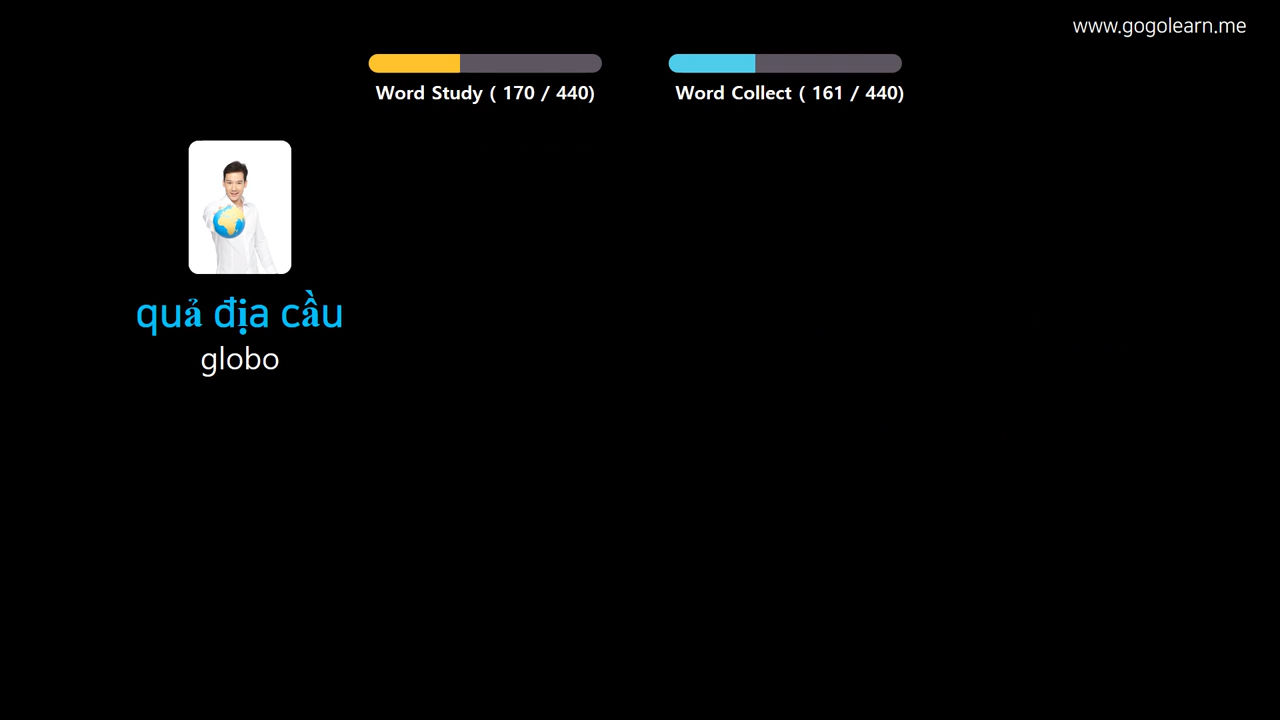 www.gogolearn.me
Word Study ( 170 / 440)
Word Collect ( 161 / 440)
quả địa cầu
globo